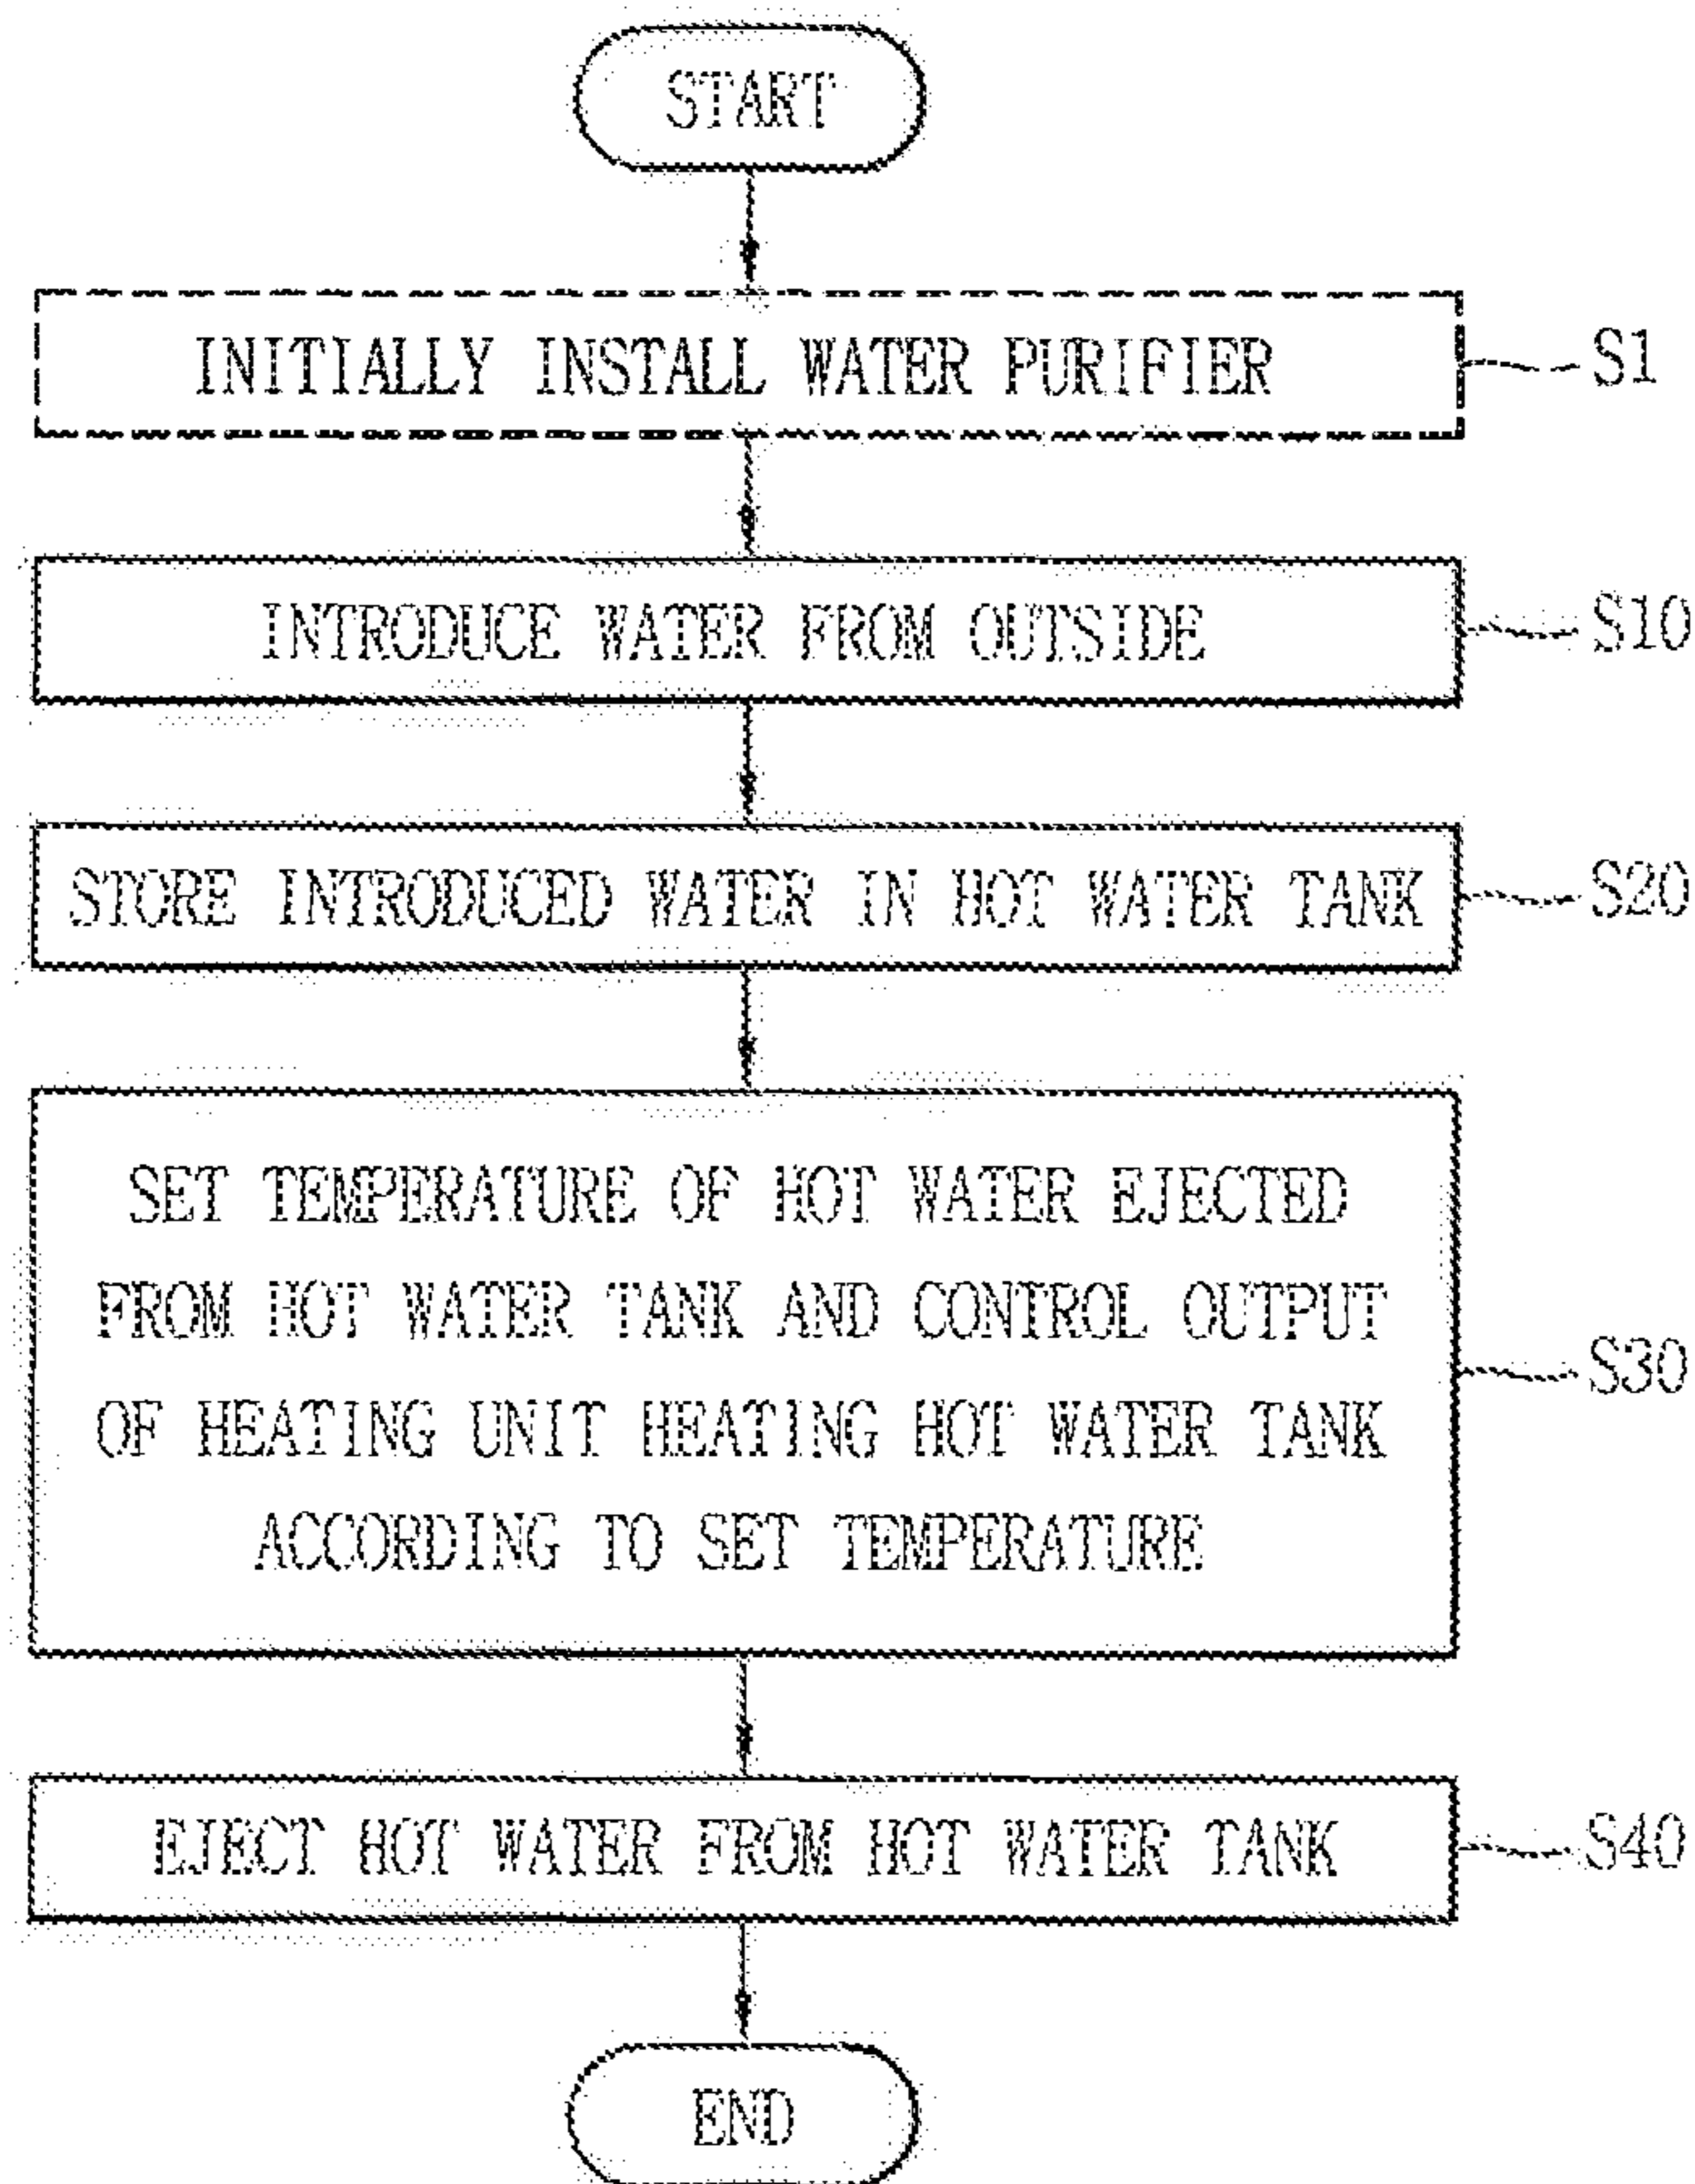 START
INITIALLY INSTALL WATER PURIFIER
S1
INTRODUCE WATER FROM OUTSIDE
S10
STORE INTRODUCED WATER IN HOT WATER TANK
S20
SET TEMPERATURE OF HOT WATER EJECTED
FROM HOT WATER TANK AND CONTROL OUTPUT
OF HEATING UNIT HEATING HOT WATER TANK
ACCORDING TO SET TEMPERATURE
S30
EJECT HOT WATER FROM HOT WATER TANK
S40
END